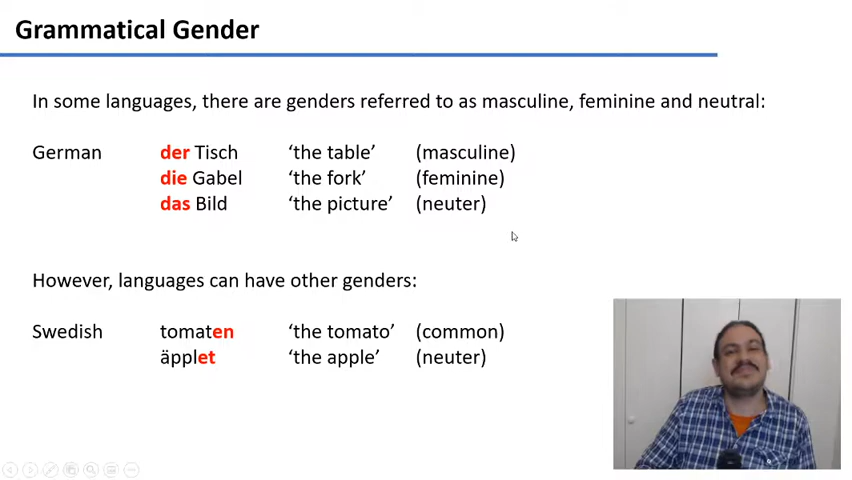 Grammatical Gender
In some languages, there are genders referred to as masculine, feminine and neutral:
German der Tisch ‘the table’ (masculine)
die Gabel ‘the fork’ (feminine)
das Bild ‘the picture’ (neuter)
However, languages can have other genders:
Swedish tomaten ‘the tomato’ (common)
äpplet ‘the apple’ (neuter)